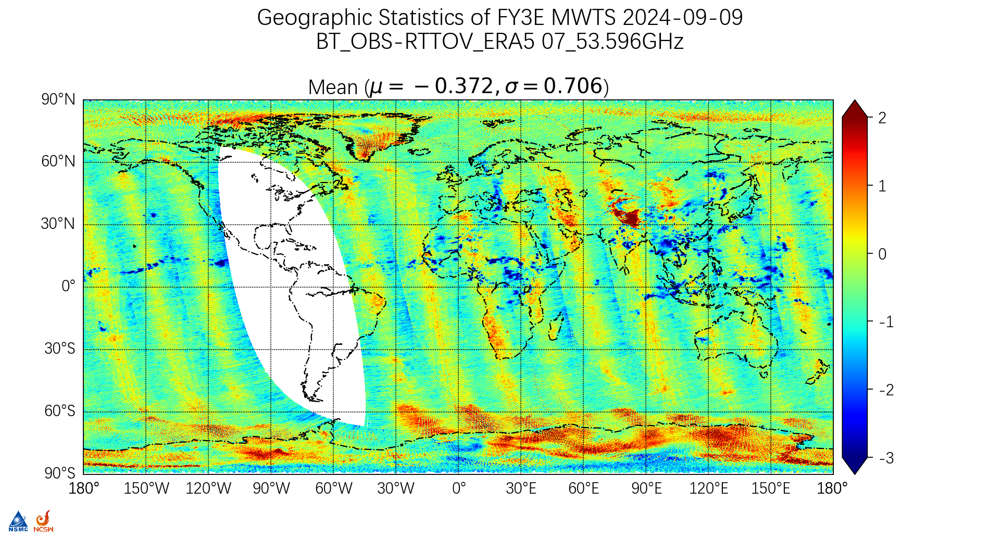 Geographic Statistics of FY3E MWTS 2024-09-09
BT_OBS-RTTOV_ERA5 07_53.596GHz
Mean (μ = −0.372, σ = 0.706)
90°N
60°N
30°N
0°
30°S
60°S
90°S
180° 150°W 120°W 90°W 60°W 30°W 0° 30°E 60°E 90°E 120°E 150°E 180°
2
1
0
-1
-2
-3
NSMC NCSW